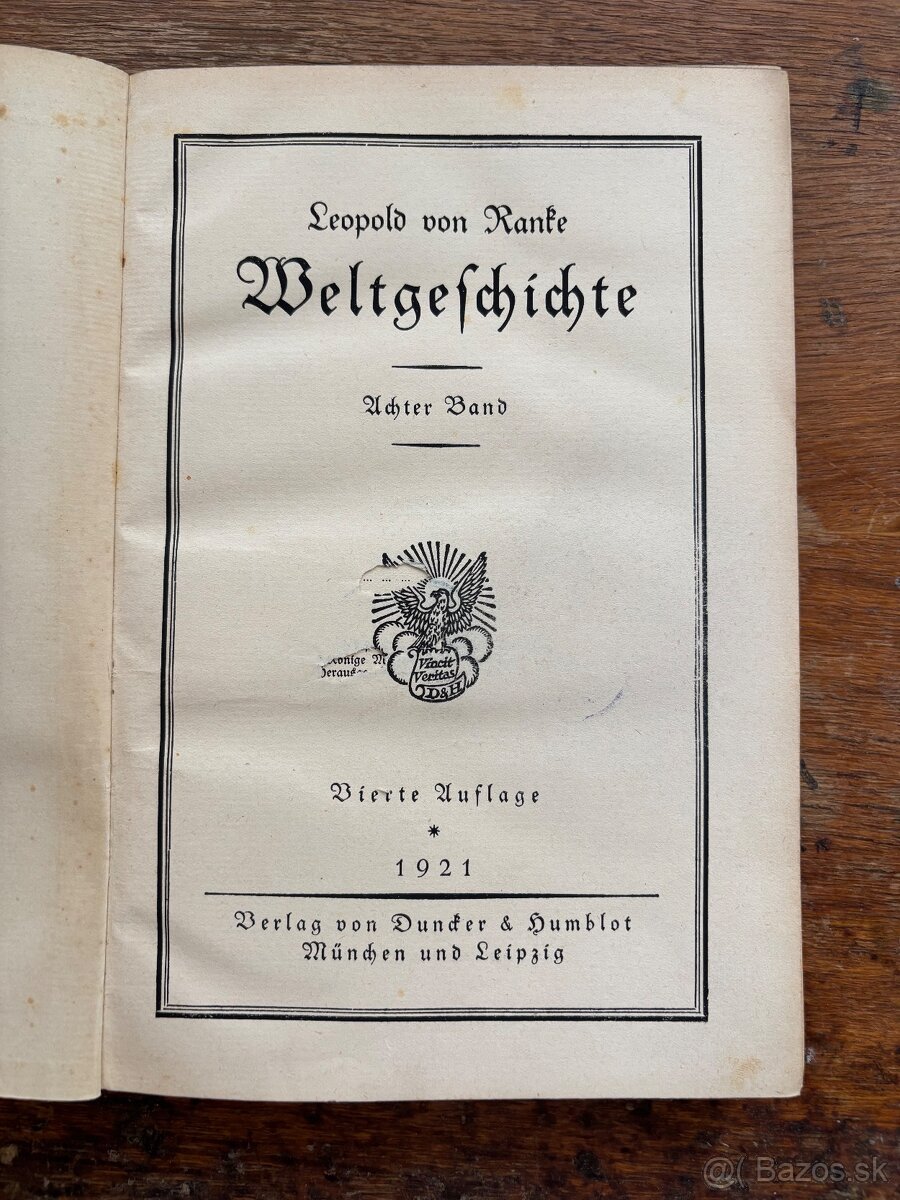 Leopold von Ranke
Weltgeſchichte
Achter Band
... ... ...
Könige M
Vincit
Veritas
D&H
Vierte Auflage
*
1921
Verlag von Duncker & Humblot
München und Leipzig
@( Bazos.sk